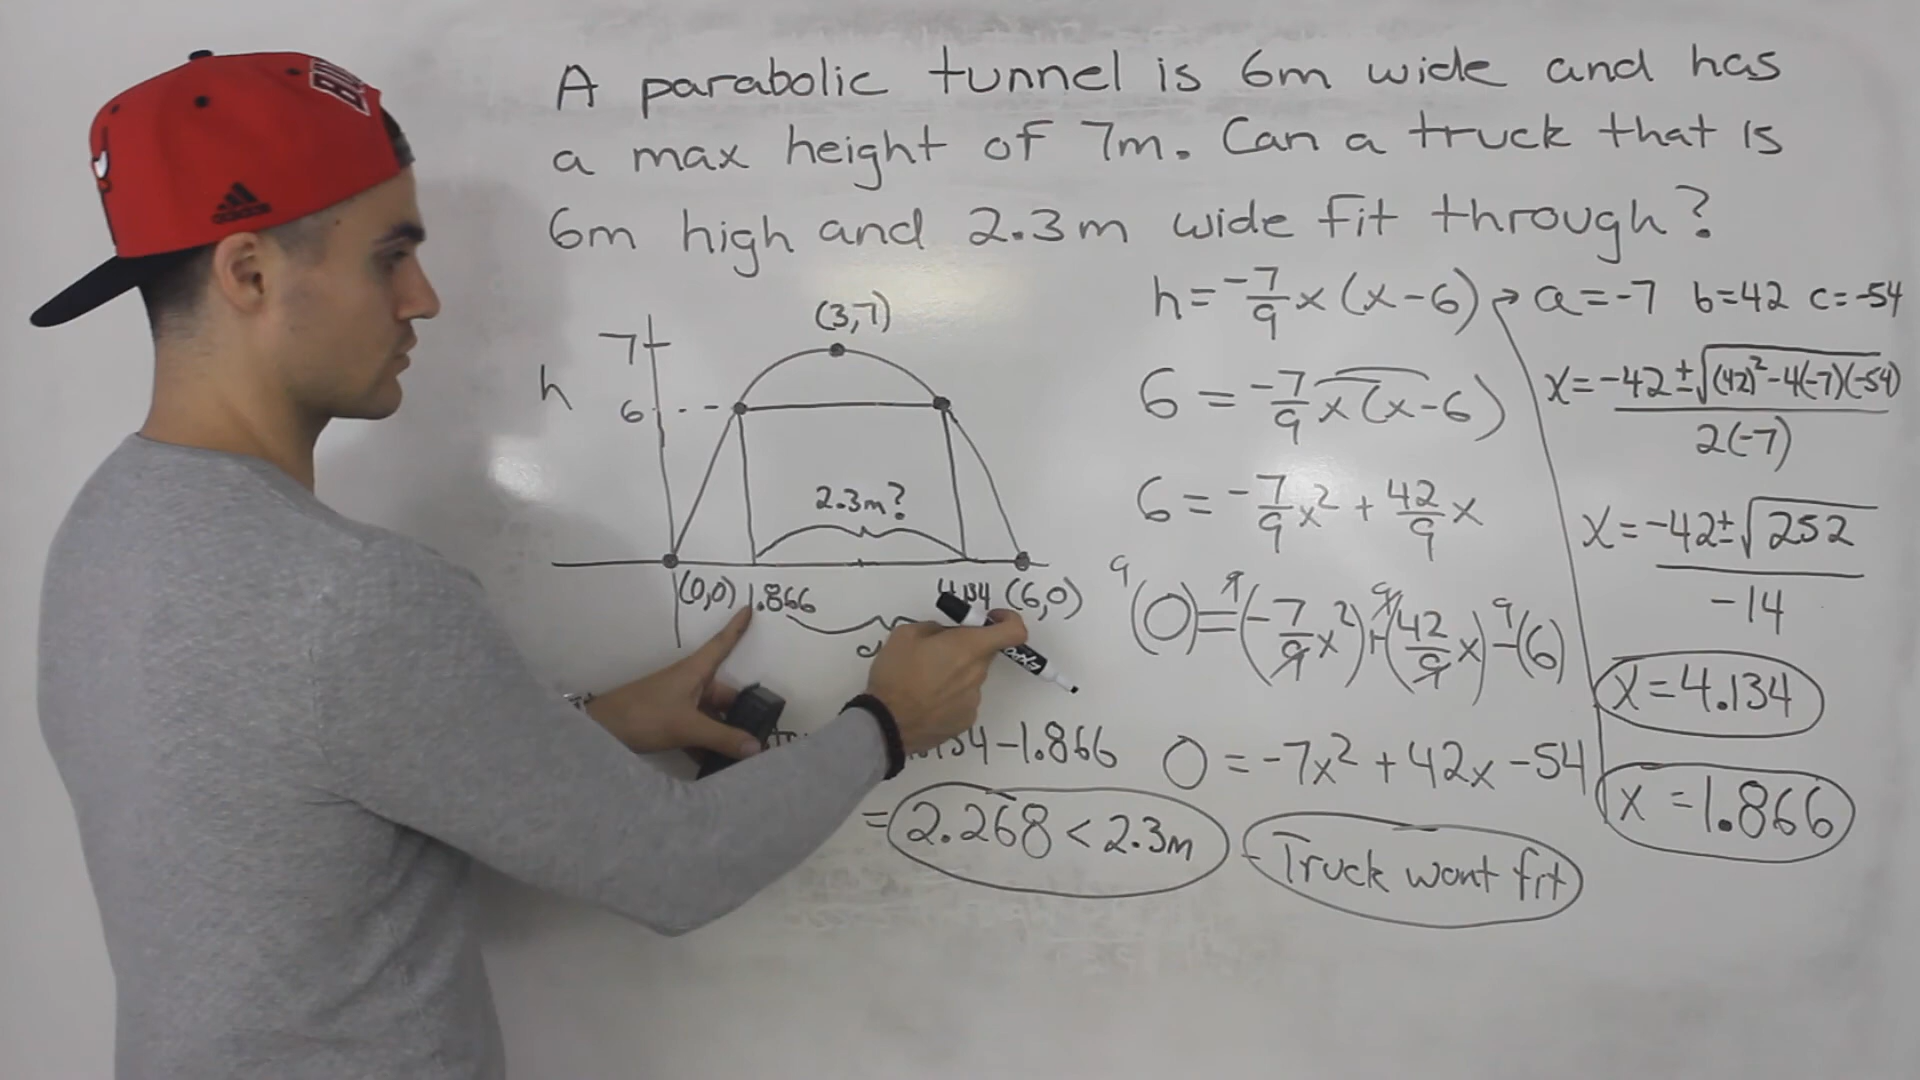 A parabolic tunnel is 6m wide and has
a max height of 7m. Can a truck that is
6m high and 2.3m wide fit through?
h = -7/9 x (x-6) → a = -7 b=42 c=-54
(3,7)
7
h
6
2.3m?
(0,0) 1.866 4.134 (6,0)
6 = -7/9 x (x-6)
6 = -7/9 x² + 42/9 x
9(0) = 9(-7/9 x²) + 9(42/9 x) - 9(6)
0 = -7x² + 42x - 54
x = -42 ± √(42)² - 4(-7)(-54) / 2(-7)
x = -42 ± √252 / -14
x = 4.134
x = 1.866
-1.866
= 2.268 < 2.3m
- Truck wont fit
adidas
EXPO